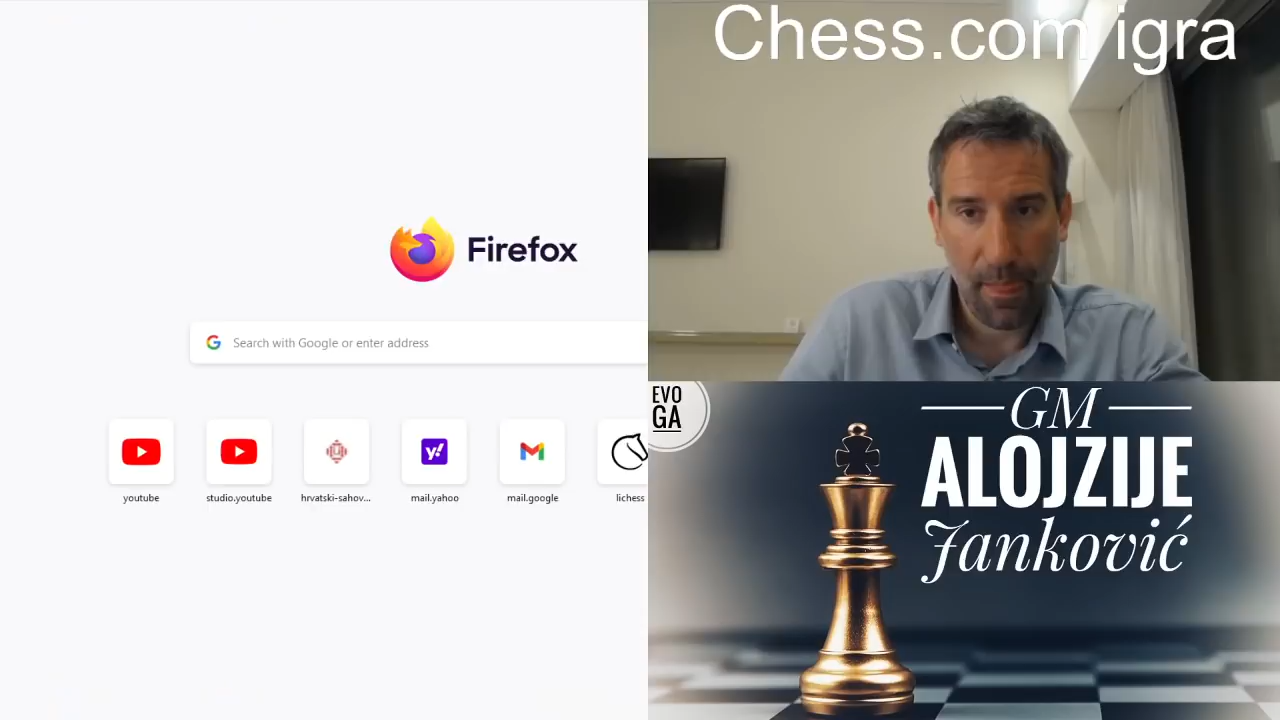 Chess.com igra
Firefox
Search with Google or enter address
youtube
studio.youtube
hrvatski-sahov...
mail.yahoo
mail.google
lichess
EVO
GA
GM
ALOJZIJE
Janković